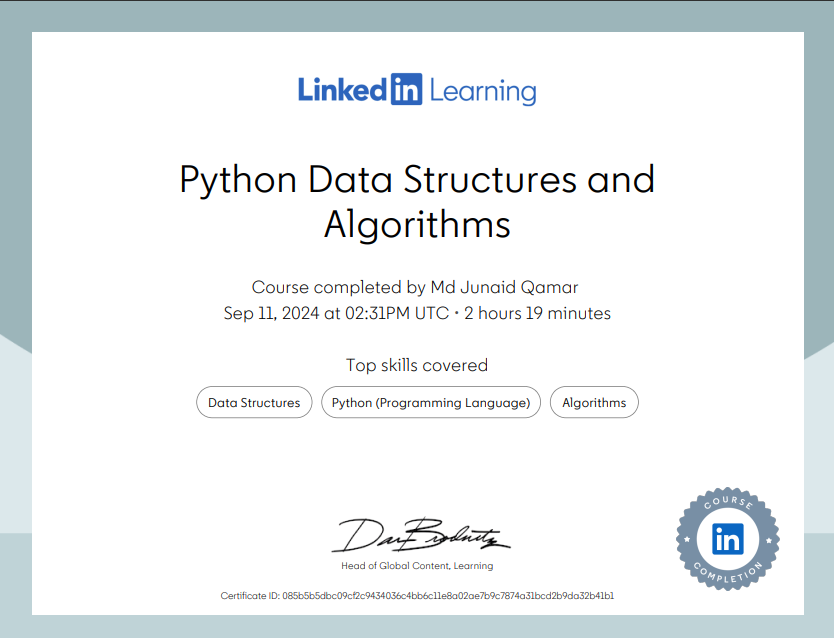 Linked in Learning
Python Data Structures and
Algorithms
Course completed by Md Junaid Qamar
Sep 11, 2024 at 02:31PM UTC • 2 hours 19 minutes
Top skills covered
Data Structures
Python (Programming Language)
Algorithms
Dan Brodnitz
Head of Global Content, Learning
COURSE
in
COMPLETION
Certificate ID: 085b5b5dbc09cf2c9434036c4bb6c11e8a02ae7b9c7874a31bcd2b9da32b41b1